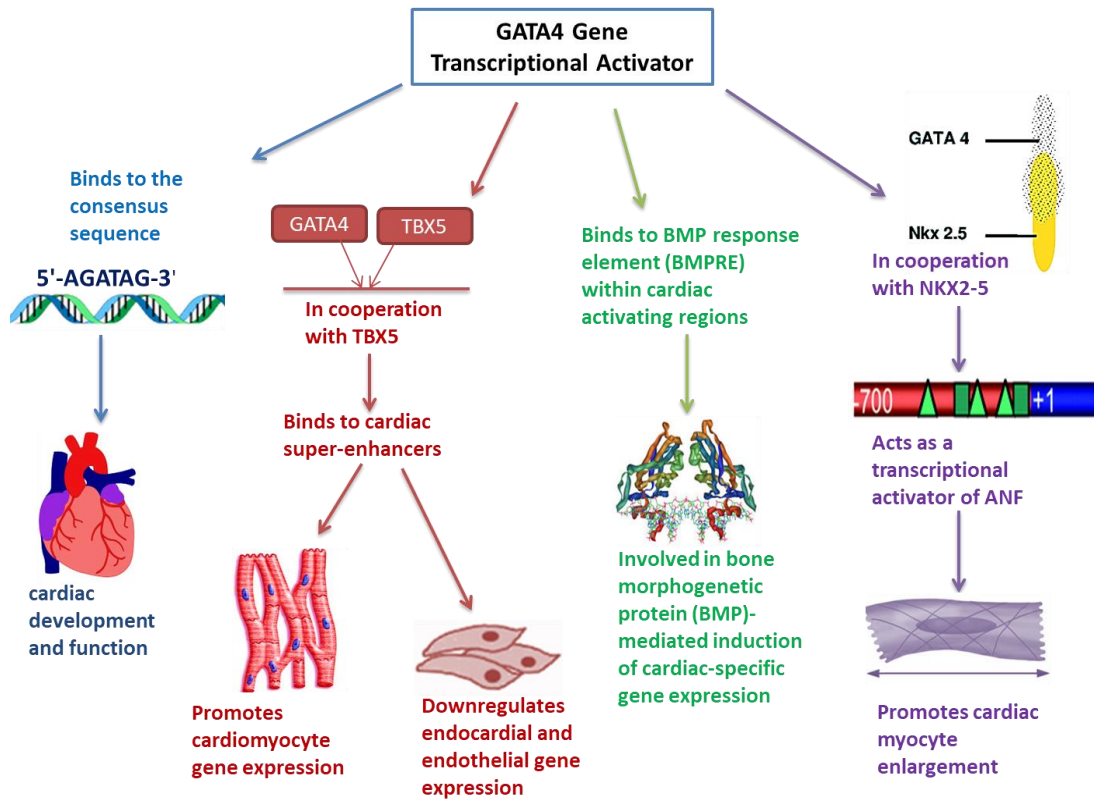 GATA4 Gene
Transcriptional Activator
Binds to the
consensus
sequence
5'-AGATAG-3'
cardiac
development
and function
GATA4
TBX5
In cooperation
with TBX5
Binds to cardiac
super-enhancers
Promotes
cardiomyocyte
gene expression
Downregulates
endocardial and
endothelial gene
expression
Binds to BMP response
element (BMPRE)
within cardiac
activating regions
Involved in bone
morphogenetic
protein (BMP)-
mediated induction
of cardiac-specific
gene expression
GATA 4
Nkx 2.5
In cooperation
with NKX2-5
-700
+1
Acts as a
transcriptional
activator of ANF
Promotes cardiac
myocyte
enlargement